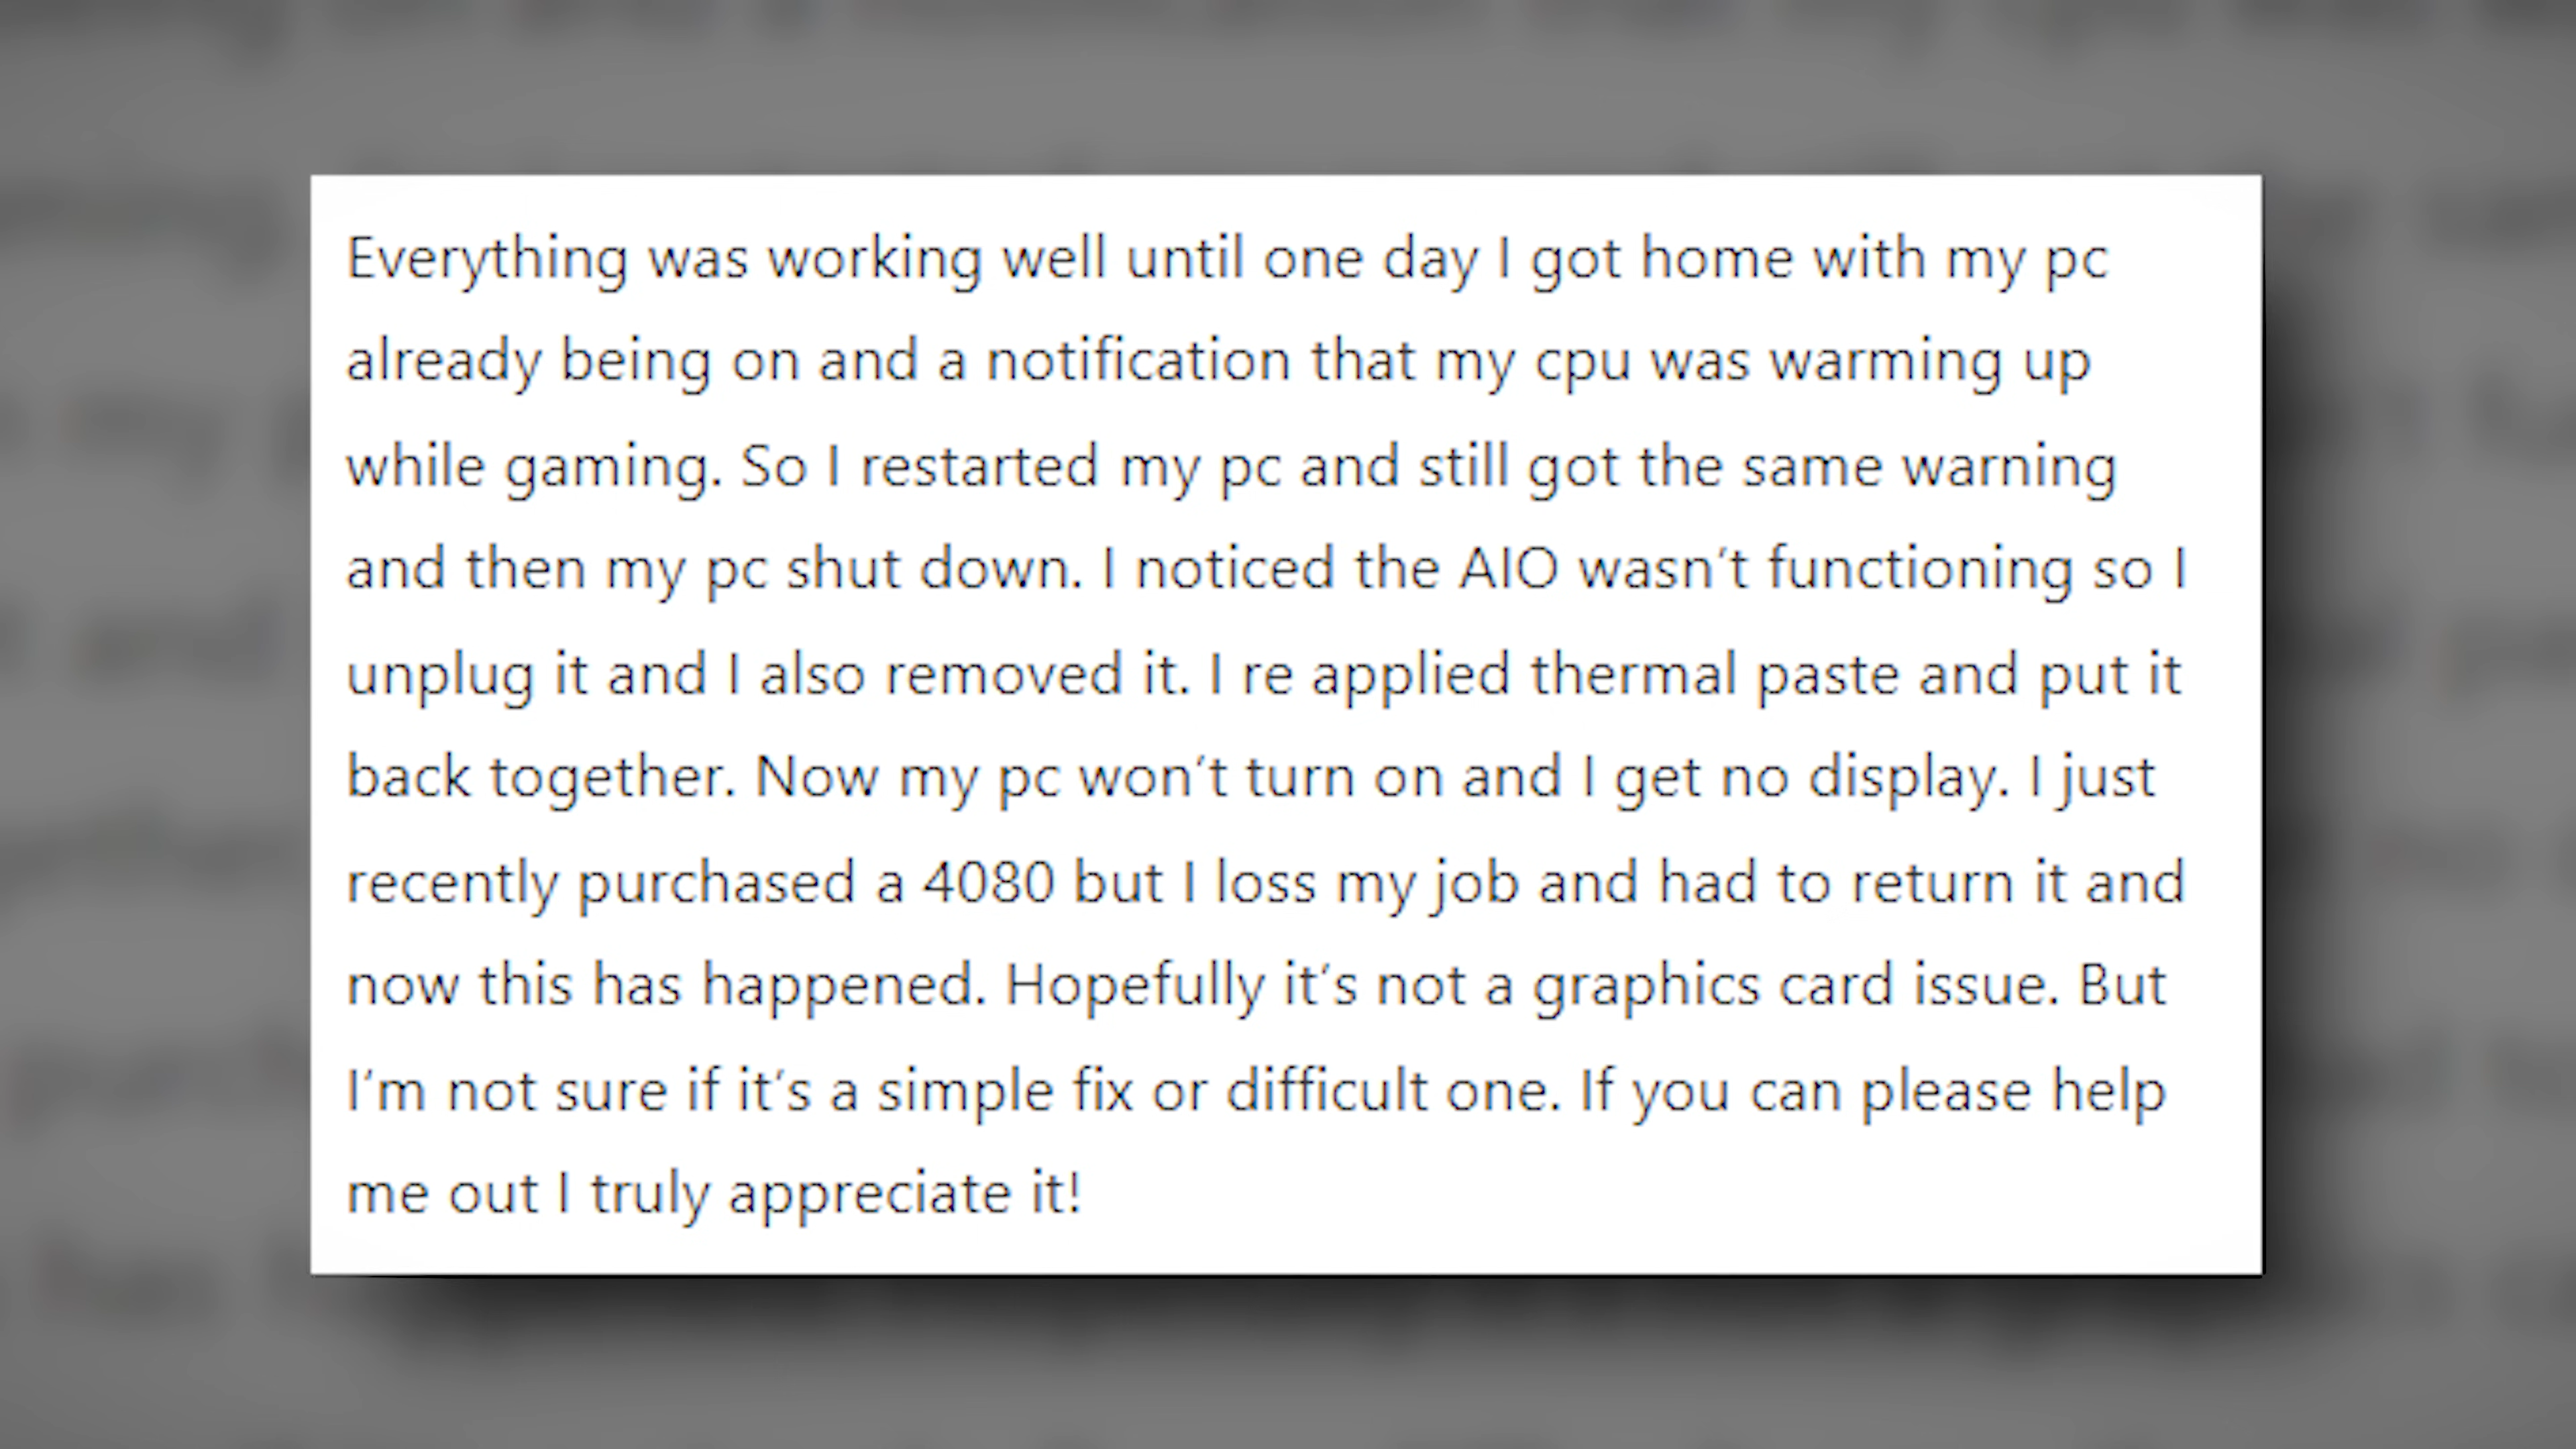 Everything was working well until one day I got home with my pc
already being on and a notification that my cpu was warming up
while gaming. So I restarted my pc and still got the same warning
and then my pc shut down. I noticed the AIO wasn’t functioning so I
unplug it and I also removed it. I re applied thermal paste and put it
back together. Now my pc won’t turn on and I get no display. I just
recently purchased a 4080 but I loss my job and had to return it and
now this has happened. Hopefully it’s not a graphics card issue. But
I’m not sure if it’s a simple fix or difficult one. If you can please help
me out I truly appreciate it!